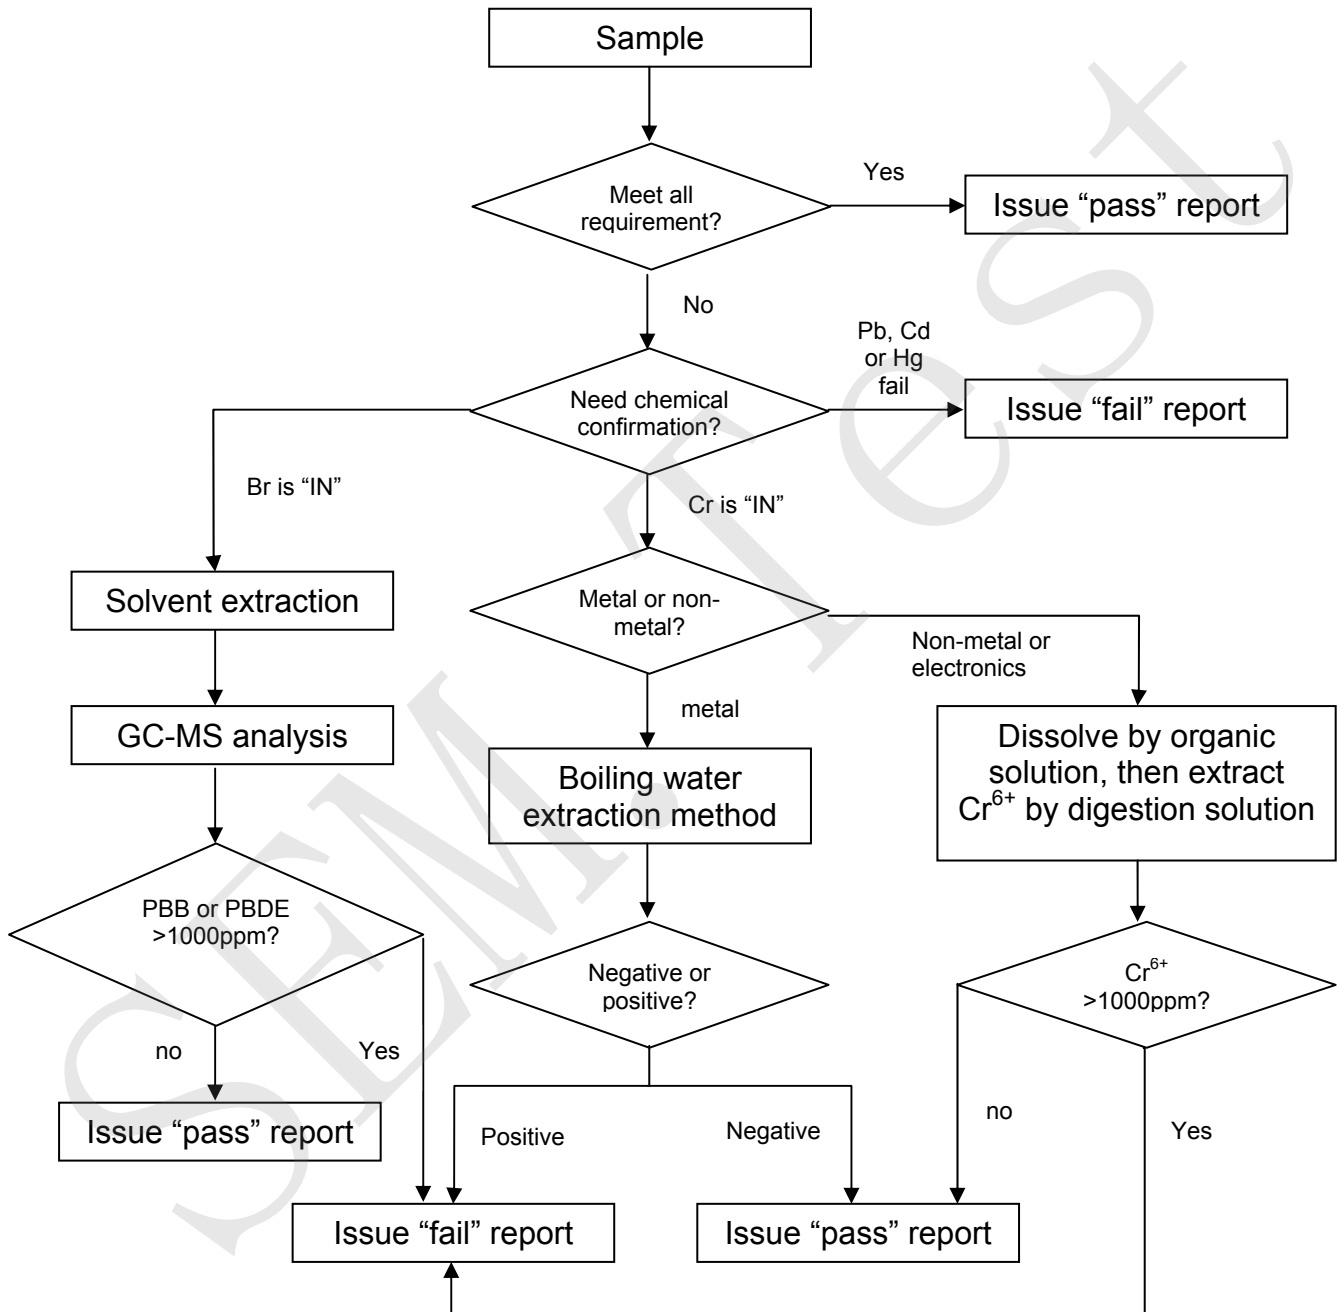 Sample
Meet all
requirement?
Yes
Issue “pass” report
No
Pb, Cd
or Hg
fail
Need chemical
confirmation?
Issue “fail” report
Br is “IN”
Cr is “IN”
Solvent extraction
Metal or non-
metal?
Non-metal or
electronics
GC-MS analysis
metal
Boiling water
extraction method
Dissolve by organic
solution, then extract
Cr⁶⁺ by digestion solution
PBB or PBDE
>1000ppm?
Negative or
positive?
Cr⁶⁺
>1000ppm?
no
Yes
Issue “pass” report
Positive
Negative
no
Yes
Issue “fail” report
Issue “pass” report
SEM.Test